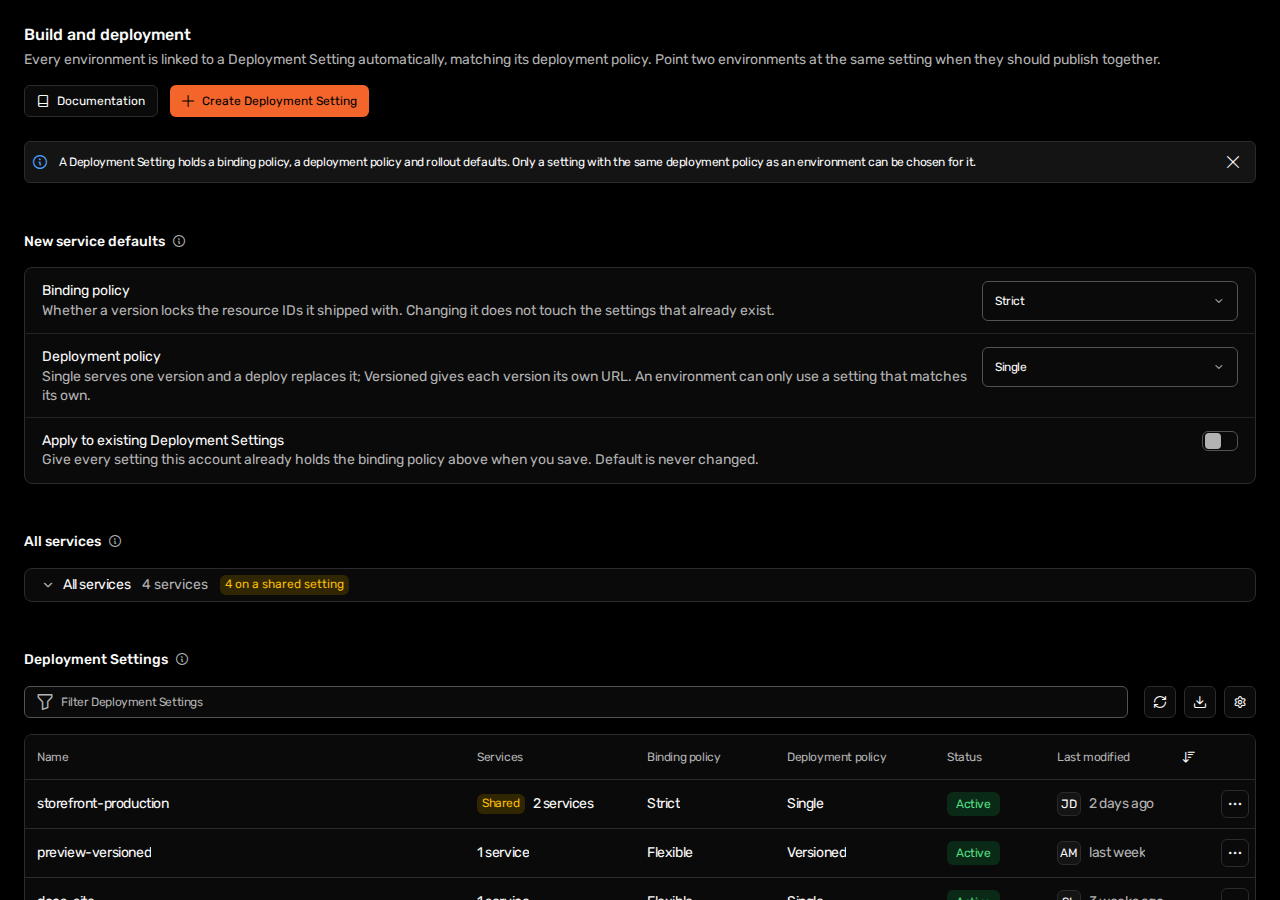 Build and deployment
Every environment is linked to a Deployment Setting automatically, matching its deployment policy. Point two environments at the same setting when they should publish together.
Documentation
Create Deployment Setting
A Deployment Setting holds a binding policy, a deployment policy and rollout defaults. Only a setting with the same deployment policy as an environment can be chosen for it.
New service defaults
Binding policy
Whether a version locks the resource IDs it shipped with. Changing it does not touch the settings that already exist.
Strict
Deployment policy
Single serves one version and a deploy replaces it; Versioned gives each version its own URL. An environment can only use a setting that matches
its own.
Single
Apply to existing Deployment Settings
Give every setting this account already holds the binding policy above when you save. Default is never changed.
All services
All services 4 services 4 on a shared setting
Deployment Settings
Filter Deployment Settings
Name Services Binding policy Deployment policy Status Last modified
storefront-production Shared 2 services Strict Single Active JD 2 days ago
preview-versioned 1 service Flexible Versioned Active AM last week
1 service Flexible Single Active 3 weeks ago